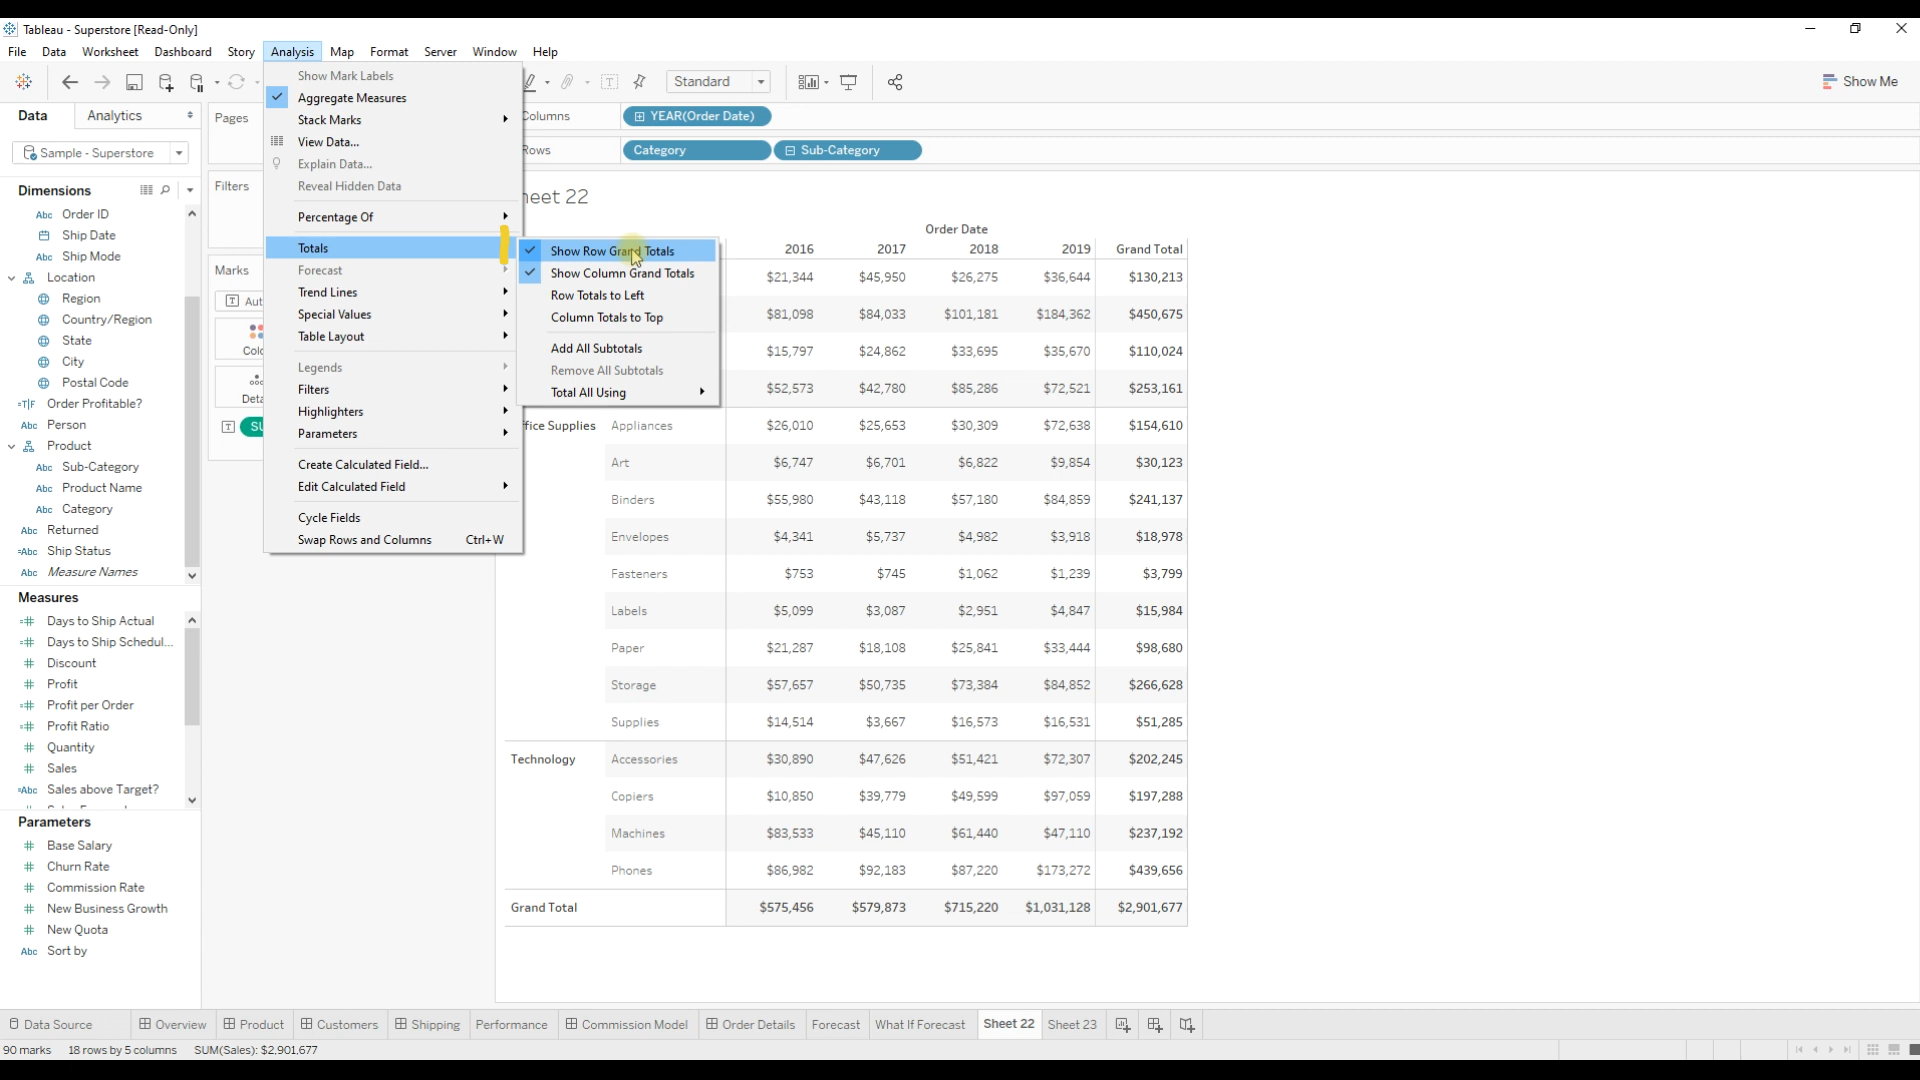 Tableau - Superstore [Read-Only]
File Data Worksheet Dashboard Story Analysis Map Format Server Window Help
Standard
Show Me
Data
Analytics
Sample - Superstore
Dimensions
Abc Order ID
Ship Date
Abc Ship Mode
Location
Region
Country/Region
State
City
Postal Code
=T|F Order Profitable?
Abc Person
Product
Abc Sub-Category
Abc Product Name
Abc Category
Abc Returned
=Abc Ship Status
Abc Measure Names
Measures
=# Days to Ship Actual
=# Days to Ship Schedul...
# Discount
# Profit
=# Profit per Order
=# Profit Ratio
# Quantity
# Sales
=Abc Sales above Target?
Parameters
# Base Salary
# Churn Rate
# Commission Rate
# New Business Growth
# New Quota
Abc Sort by
Pages
Filters
Marks
T Aut
Colo
Deta
T SU
Show Mark Labels
Aggregate Measures
Stack Marks
View Data...
Explain Data...
Reveal Hidden Data
Percentage Of
Totals
Forecast
Trend Lines
Special Values
Table Layout
Legends
Filters
Highlighters
Parameters
Create Calculated Field...
Edit Calculated Field
Cycle Fields
Swap Rows and Columns Ctrl+W
Show Row Grand Totals
Show Column Grand Totals
Row Totals to Left
Column Totals to Top
Add All Subtotals
Remove All Subtotals
Total All Using
olumns YEAR(Order Date)
Rows Category Sub-Category
heet 22
Order Date
2016 2017 2018 2019 Grand Total
$21,344 $45,950 $26,275 $36,644 $130,213
$81,098 $84,033 $101,181 $184,362 $450,675
$15,797 $24,862 $33,695 $35,670 $110,024
$52,573 $42,780 $85,286 $72,521 $253,161
ffice Supplies Appliances $26,010 $25,653 $30,309 $72,638 $154,610
Art $6,747 $6,701 $6,822 $9,854 $30,123
Binders $55,980 $43,118 $57,180 $84,859 $241,137
Envelopes $4,341 $5,737 $4,982 $3,918 $18,978
Fasteners $753 $745 $1,062 $1,239 $3,799
Labels $5,099 $3,087 $2,951 $4,847 $15,984
Paper $21,287 $18,108 $25,841 $33,444 $98,680
Storage $57,657 $50,735 $73,384 $84,852 $266,628
Supplies $14,514 $3,667 $16,573 $16,531 $51,285
Technology Accessories $30,890 $47,626 $51,421 $72,307 $202,245
Copiers $10,850 $39,779 $49,599 $97,059 $197,288
Machines $83,533 $45,110 $61,440 $47,110 $237,192
Phones $86,982 $92,183 $87,220 $173,272 $439,656
Grand Total $575,456 $579,873 $715,220 $1,031,128 $2,901,677
Data Source Overview Product Customers Shipping Performance Commission Model Order Details Forecast What If Forecast Sheet 22 Sheet 23
90 marks 18 rows by 5 columns SUM(Sales): $2,901,677